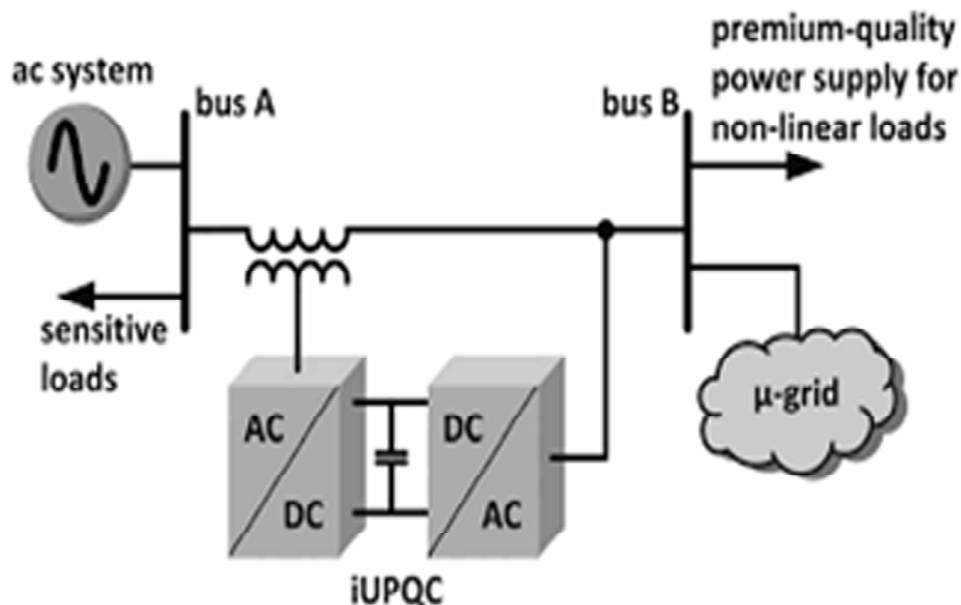 ac system
bus A
bus B
premium-quality
power supply for
non-linear loads
sensitive
loads
AC
DC
DC
AC
μ-grid
iUPQC